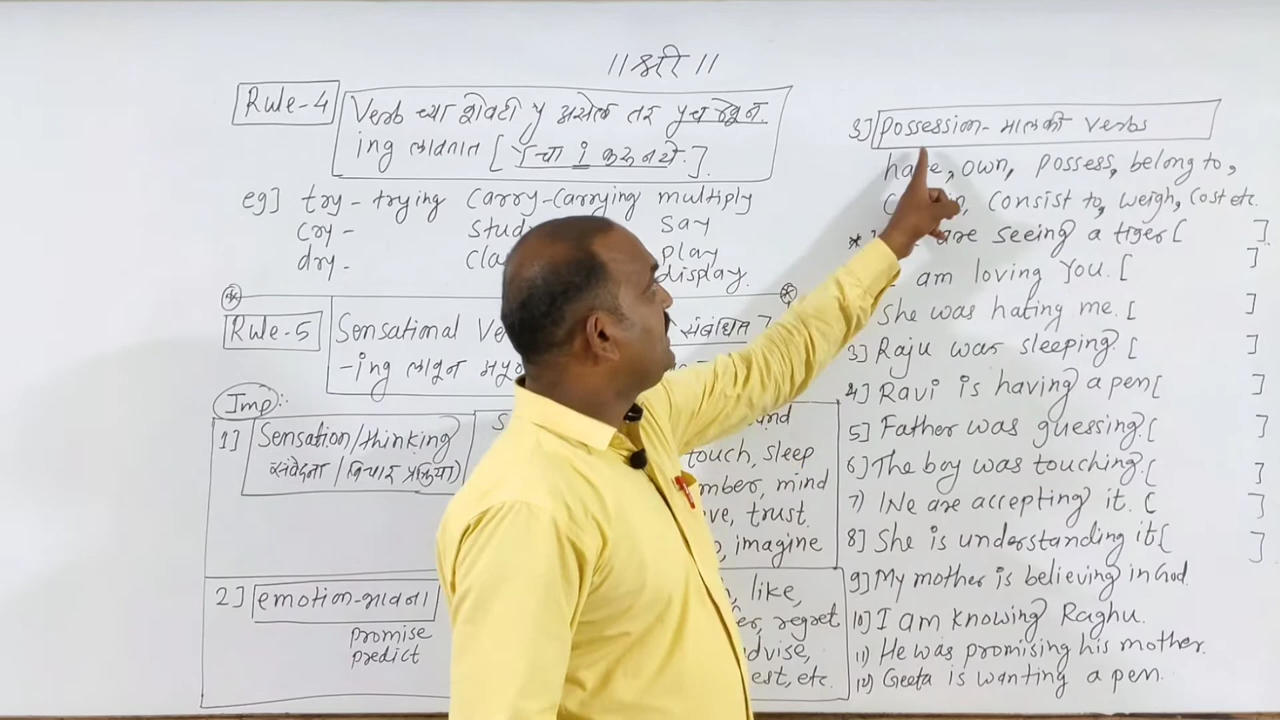 ॥ श्री ॥
Rule-4
Verb च्या शेवटी y असेल तर y च ठेवून
ing लावतात [ y चा i करू नये. ]
eg] try - trying carry-carrying multiply
cry - stud say
dry - cla play
display.
Rule-5
Sensational Ve संबंधित
-ing लावून
Imp:-
1] Sensation/thinking
संवेदना / विचार प्रक्रिया
touch, sleep
mber, mind
ve, trust.
imagine
2] emotion-भावना
promise
predict
like,
er, regret
dvise,
est, etc.
3] Possession- मालकी verbs
have, own, possess, belong to,
in, consist to, weigh, cost etc.
* are seeing a tiger [ ].
I am loving you. [ ]
She was hating me. [ ]
3] Raju was sleeping. [ ]
4] Ravi is having a pen [ ]
5] Father was guessing. [ ]
6] The boy was touching. [ ]
7] We are accepting it. [ ]
8] She is understanding it [ ]
9] My mother is believing in God.
10] I am knowing Raghu.
11] He was promising his mother.
12] Geeta is wanting a pen.